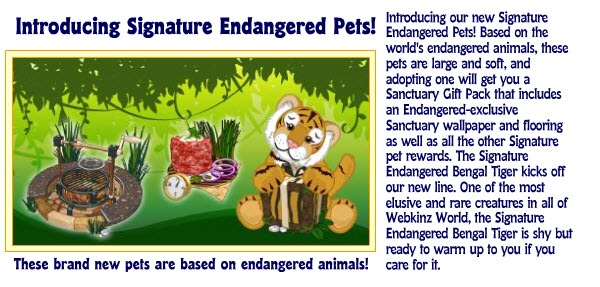 Introducing Signature Endangered Pets!
These brand new pets are based on endangered animals!
Introducing our new Signature
Endangered Pets! Based on the
world's endangered animals, these
pets are large and soft, and
adopting one will get you a
Sanctuary Gift Pack that includes
an Endangered-exclusive
Sanctuary wallpaper and flooring
as well as all the other Signature
pet rewards. The Signature
Endangered Bengal Tiger kicks off
our new line. One of the most
elusive and rare creatures in all of
Webkinz World, the Signature
Endangered Bengal Tiger is shy but
ready to warm up to you if you
care for it.